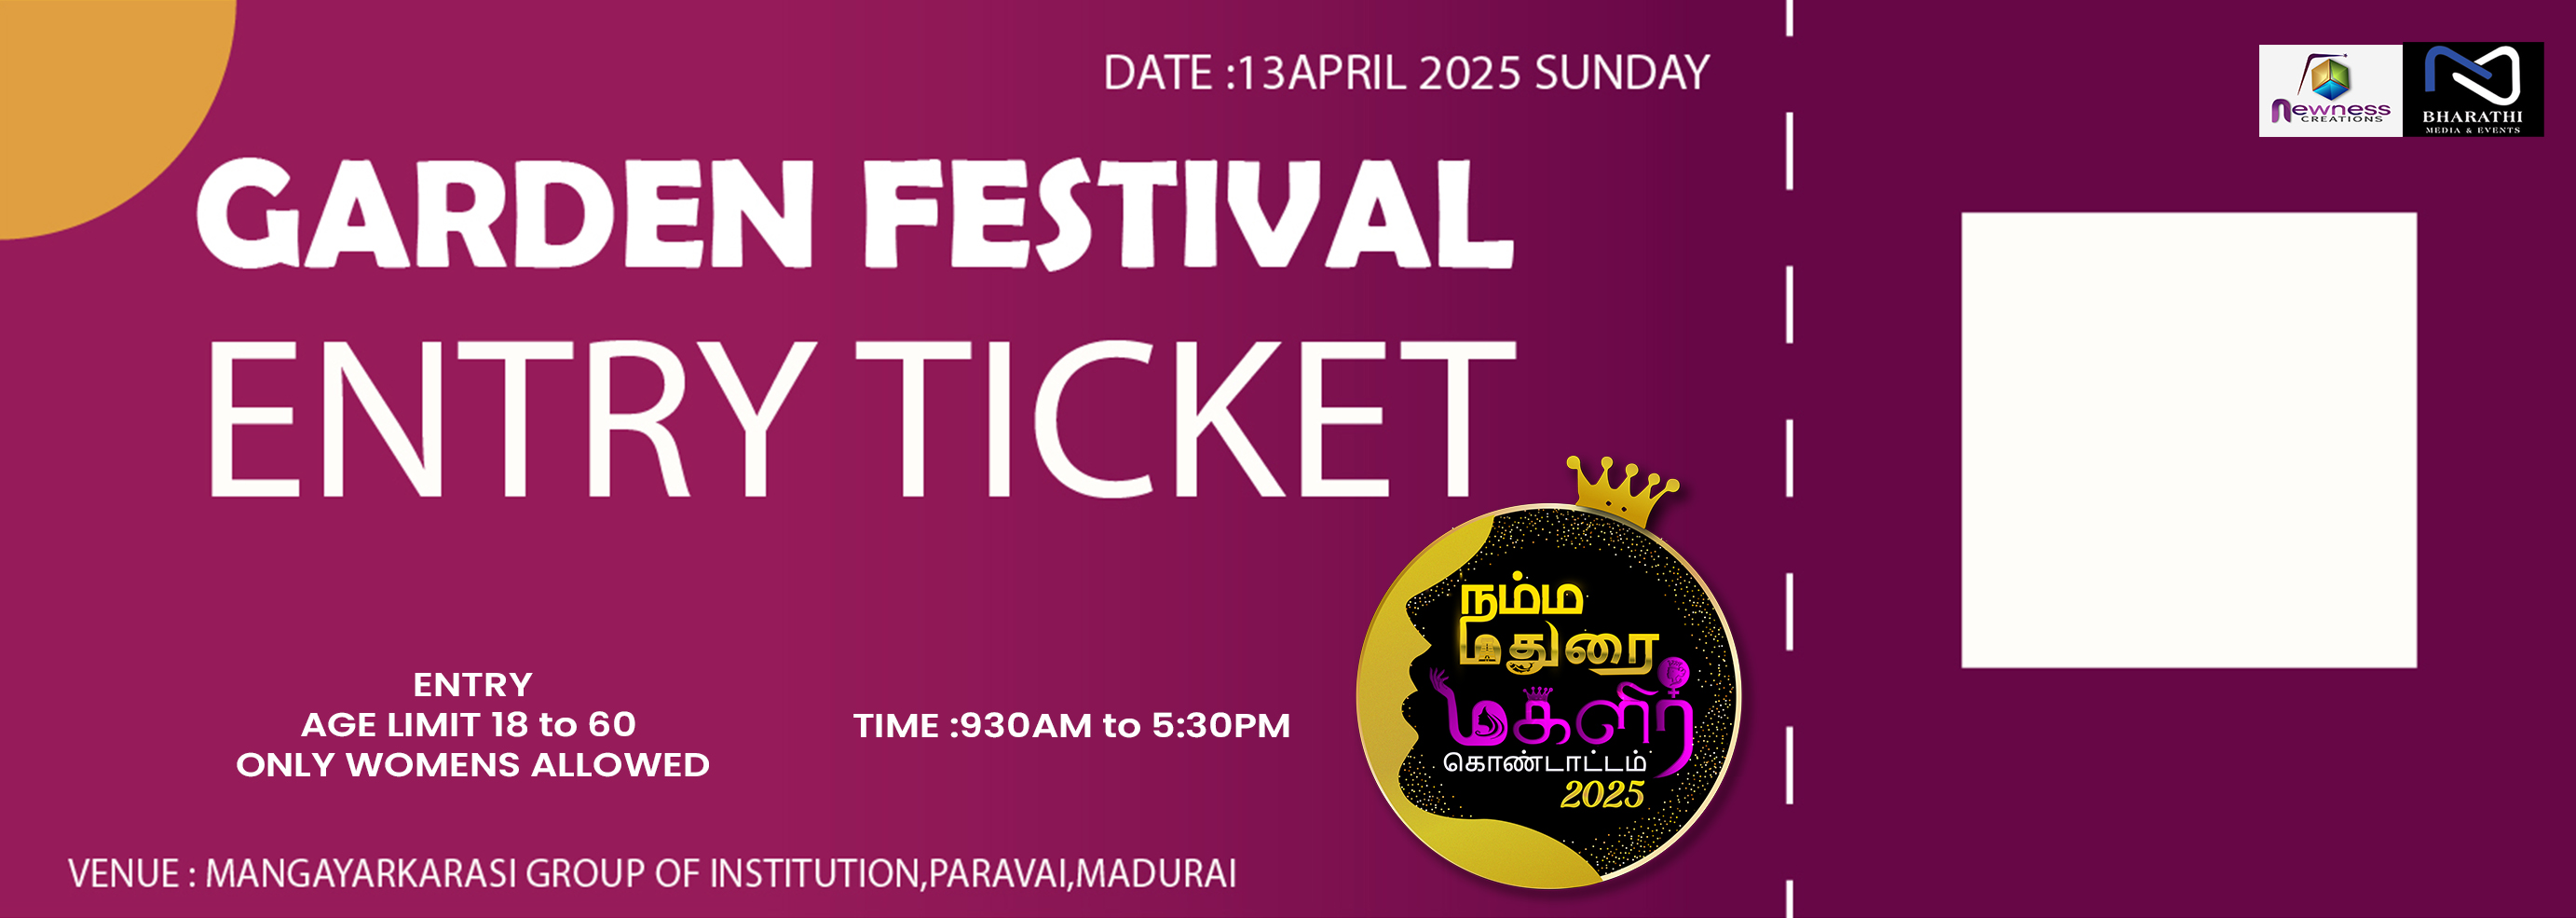 DATE :13APRIL 2025 SUNDAY
GARDEN FESTIVAL
ENTRY TICKET
ENTRY
AGE LIMIT 18 to 60
ONLY WOMENS ALLOWED
TIME :930AM to 5:30PM
VENUE : MANGAYARKARASI GROUP OF INSTITUTION,PARAVAI,MADURAI
நம்ம
மதுரை
மகளிர்
கொண்டாட்டம்
2025
newness
CREATIONS
BHARATHI
MEDIA & EVENTS